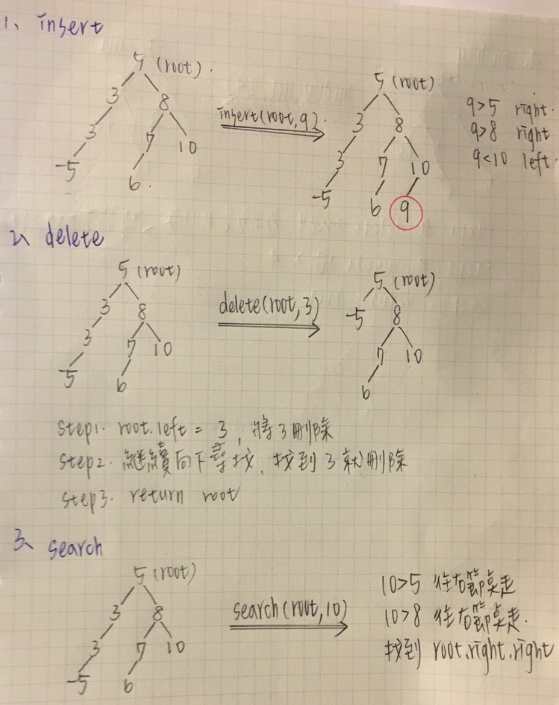 1、insert
5 (root).
3 8
3 7 10
-5 6.
insert(root,9).
5 (root)
3 8
3 7 10
-5 6 9
9>5 right.
9>8 right
9<10 left.
2、delete
5 (root)
3 8
3 7 10
-5 6
delete(root,3)
5 (root)
-5 8
7 10
6
step1. root.left = 3, 將3刪除
step2. 繼續向下尋找, 找到3就刪除
step3. return root
3、search
5 (root)
3 8
3 7 10
-5 6
search(root,10)
10>5 往右節點走
10>8 往右節點走.
找到 root.right.right